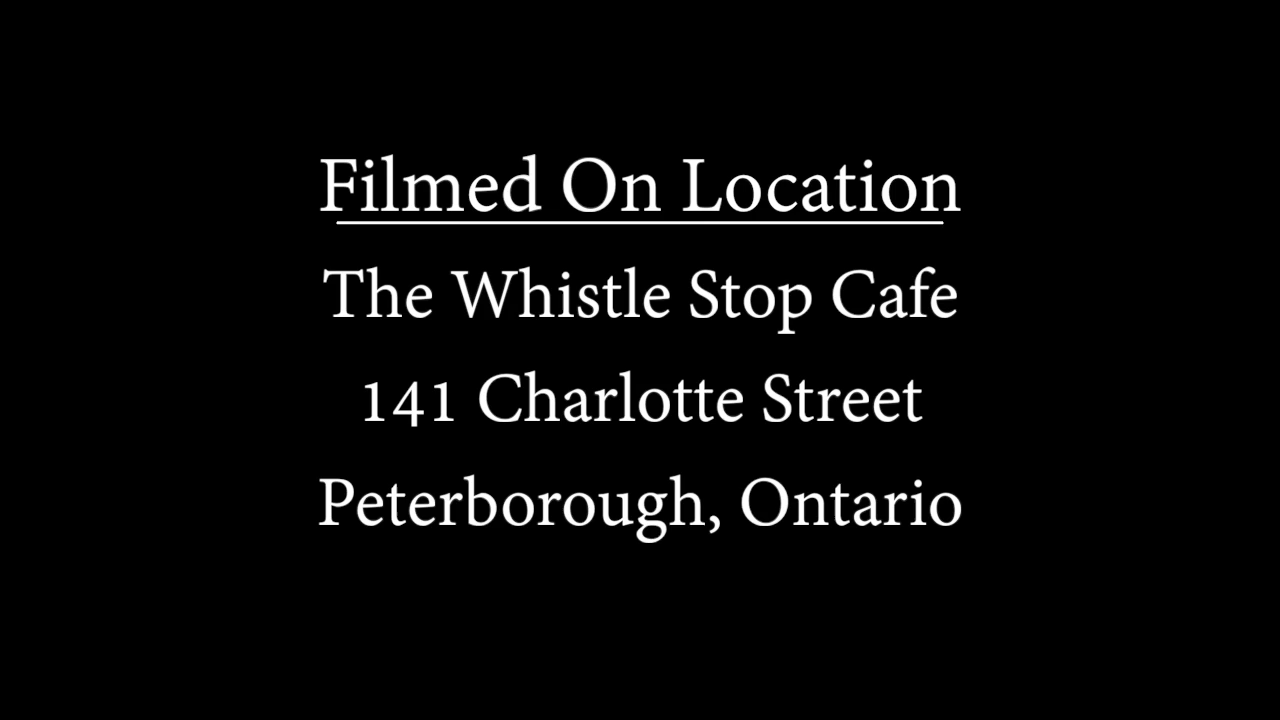 Filmed On Location
The Whistle Stop Cafe
141 Charlotte Street
Peterborough, Ontario